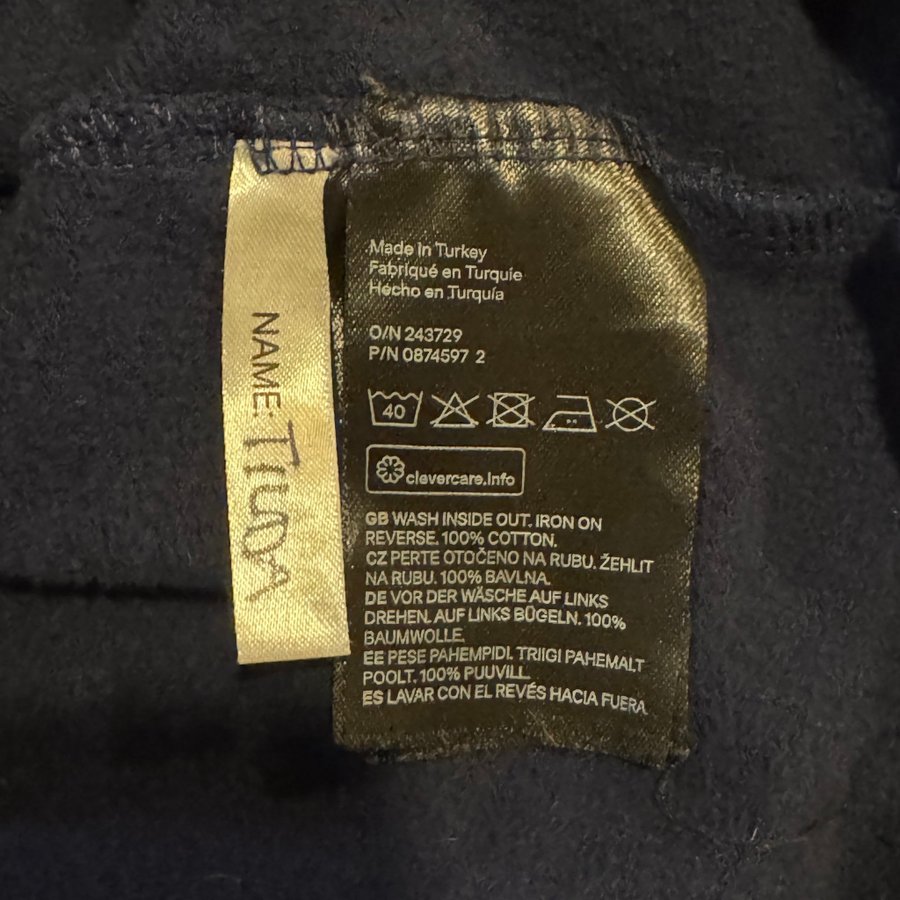 NAME: TILDA
Made in Turkey
Fabriqué en Turquie
Hecho en Turquía
O/N 243729
P/N 0874597 2
40
clevercare.info
GB WASH INSIDE OUT. IRON ON
REVERSE. 100% COTTON.
CZ PERTE OTOČENO NA RUBU. ŽEHLIT
NA RUBU. 100% BAVLNA.
DE VOR DER WÄSCHE AUF LINKS
DREHEN. AUF LINKS BÜGELN. 100%
BAUMWOLLE.
EE PESE PAHEMPIDI. TRIIGI PAHEMALT
POOLT. 100% PUUVILL.
ES LAVAR CON EL REVÉS HACIA FUERA.